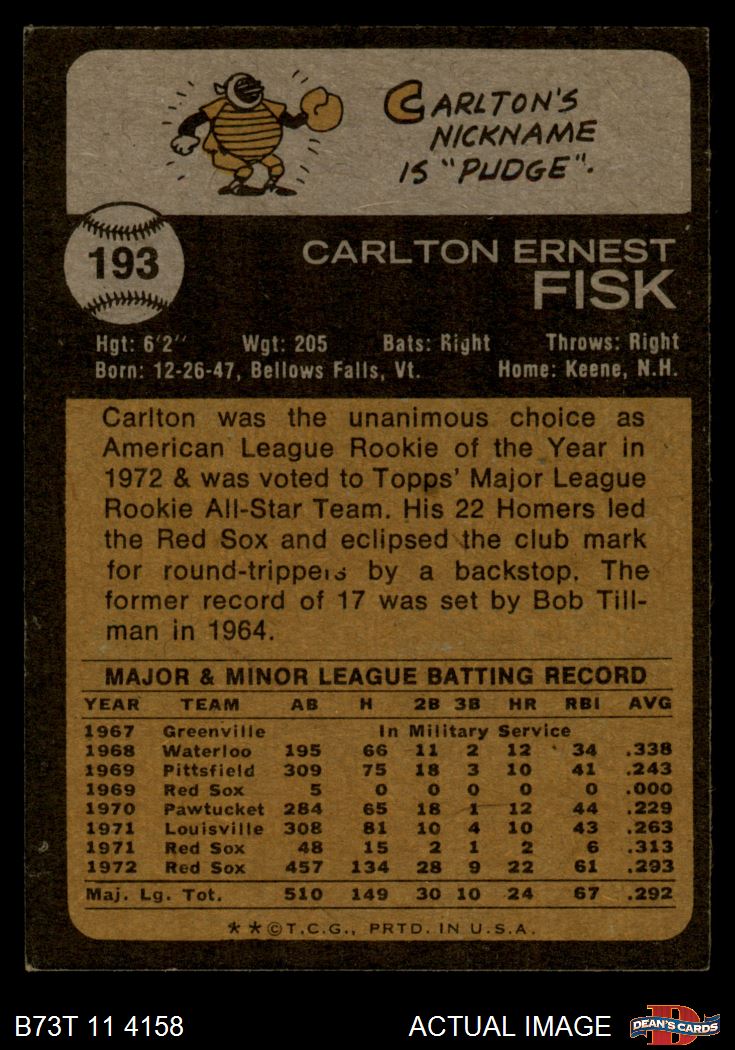 CARLTON'S
NICKNAME
IS "PUDGE".
193
CARLTON ERNEST
FISK
Hgt: 6'2" Wgt: 205 Bats: Right Throws: Right
Born: 12-26-47, Bellows Falls, Vt. Home: Keene, N.H.
Carlton was the unanimous choice as
American League Rookie of the Year in
1972 & was voted to Topps' Major League
Rookie All-Star Team. His 22 Homers led
the Red Sox and eclipsed the club mark
for round-trippers by a backstop. The
former record of 17 was set by Bob Till-
man in 1964.
MAJOR & MINOR LEAGUE BATTING RECORD
YEAR TEAM AB H 2B 3B HR RBI AVG
1967 Greenville In Military Service
1968 Waterloo 195 66 11 2 12 34 .338
1969 Pittsfield 309 75 18 3 10 41 .243
1969 Red Sox 5 0 0 0 0 0 .000
1970 Pawtucket 284 65 18 1 12 44 .229
1971 Louisville 308 81 10 4 10 43 .263
1971 Red Sox 48 15 2 1 2 6 .313
1972 Red Sox 457 134 28 9 22 61 .293
Maj. Lg. Tot. 510 149 30 10 24 67 .292
**©T.C.G., PRTD. IN U.S.A.
B73T 11 4158 ACTUAL IMAGE D DEAN'S CARDS